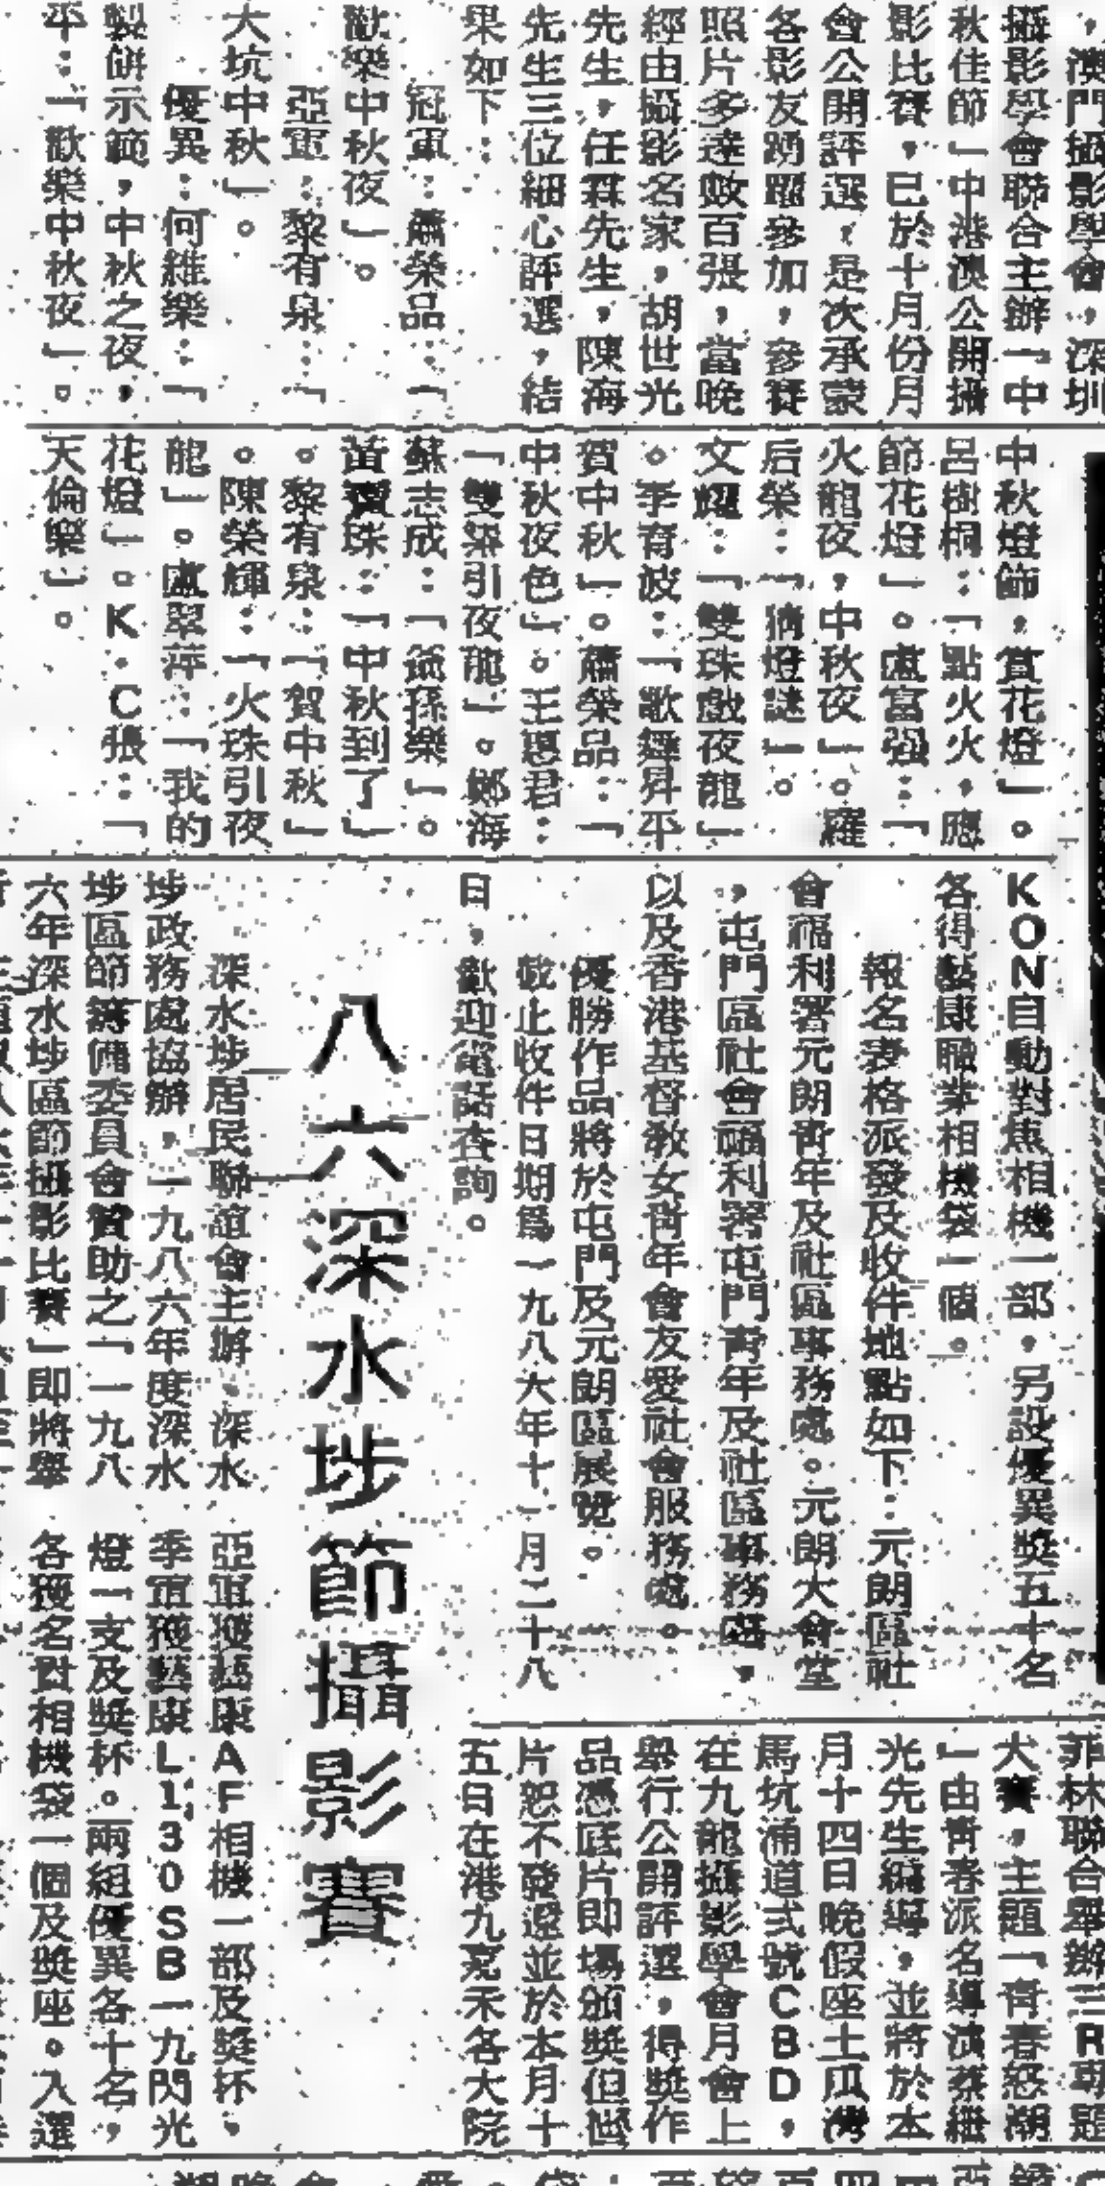 ，澳門攝影學會，深圳
攝影學會聯合主辦「中
秋佳節」中港澳公開攝
影比賽，已於十月份月
會公開評選，是次承蒙
各影友踴躍參加，參賽
照片多達數百張，當晚
經由攝影名家，胡世光
先生，任霖先生，陳海
先生三位細心評選，結
果如下：
冠軍：蕭榮品：「
歡樂中秋夜」。
亞軍：黎有泉：「
大坑中秋」。
優異：何維樂：「
製餅示範，中秋之夜，
平：「歡樂中秋夜」。
中秋燈飾，賞花燈」。
呂樹桐：「點火火，應
節花燈」。盧富强：「
火龍夜，中秋夜」。羅
后榮：「猜燈謎」。
文耀：「雙珠戲夜龍」
。李育波：「歌舞昇平
賀中秋」。蕭榮品：「
中秋夜色」。王惠君：
「雙翠引夜龍」。鄭海
蘇志成：「爺孫樂」。
黃寶珠：「中秋到了」
。黎有泉：「賀中秋」
。陳榮輝：「火珠引夜
龍」。盧翠萍：「我的
花燈」。K．C張：「
天倫樂」。
KON自動對焦相機一部，另設優異獎五十名
各得藝康職業相機袋一個。
報名表格派發及收件地點如下：元朗區社
會福利署元朗青年及社區事務處。元朗大會堂
，屯門區社會福利署屯門青年及社區事務處，
以及香港基督教女青年會友愛社會服務處。
優勝作品將於屯門及元朗區展覽。
截止收件日期爲一九八六年十一月二十八
日，歡迎電話查詢。
八六深水埗節攝影賽
深水埗居民聯誼會主辦，深水
埗政務處協辦，一九八六年度深水
埗區節籌備委員會贊助之「一九八
六年深水埗區節攝影比賽」即將舉
亞軍獲藝康AF相機一部及獎杯，
季軍獲藝康L130SB一九閃光
燈一支及獎杯。兩組優異各十名，
各獲名貴相機袋一個及獎座。入選
菲林聯合舉辦三R專題
大賽，主題「青春怒潮
」由青春派名導演蔡繼
光先生編導，並將於本
月十四日晚假座土瓜灣
馬坑涌道式號CBD，
在九龍攝影學會月會上
舉行公開評選，得獎作
品憑底片即場頒獎但照
片恕不發還並於本月十
五日在港九嘉禾各大院